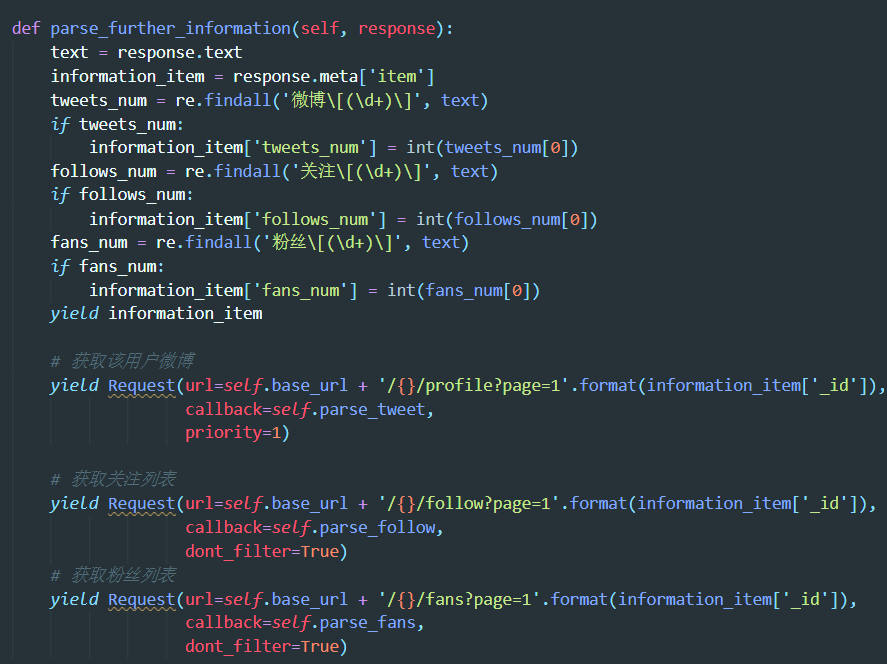 def parse_further_information(self, response):
    text = response.text
    information_item = response.meta['item']
    tweets_num = re.findall('微博\[(\d+)\]', text)
    if tweets_num:
        information_item['tweets_num'] = int(tweets_num[0])
    follows_num = re.findall('关注\[(\d+)\]', text)
    if follows_num:
        information_item['follows_num'] = int(follows_num[0])
    fans_num = re.findall('粉丝\[(\d+)\]', text)
    if fans_num:
        information_item['fans_num'] = int(fans_num[0])
    yield information_item

    # 获取该用户微博
    yield Request(url=self.base_url + '/{}/profile?page=1'.format(information_item['_id']),
                  callback=self.parse_tweet,
                  priority=1)

    # 获取关注列表
    yield Request(url=self.base_url + '/{}/follow?page=1'.format(information_item['_id']),
                  callback=self.parse_follow,
                  dont_filter=True)
    # 获取粉丝列表
    yield Request(url=self.base_url + '/{}/fans?page=1'.format(information_item['_id']),
                  callback=self.parse_fans,
                  dont_filter=True)